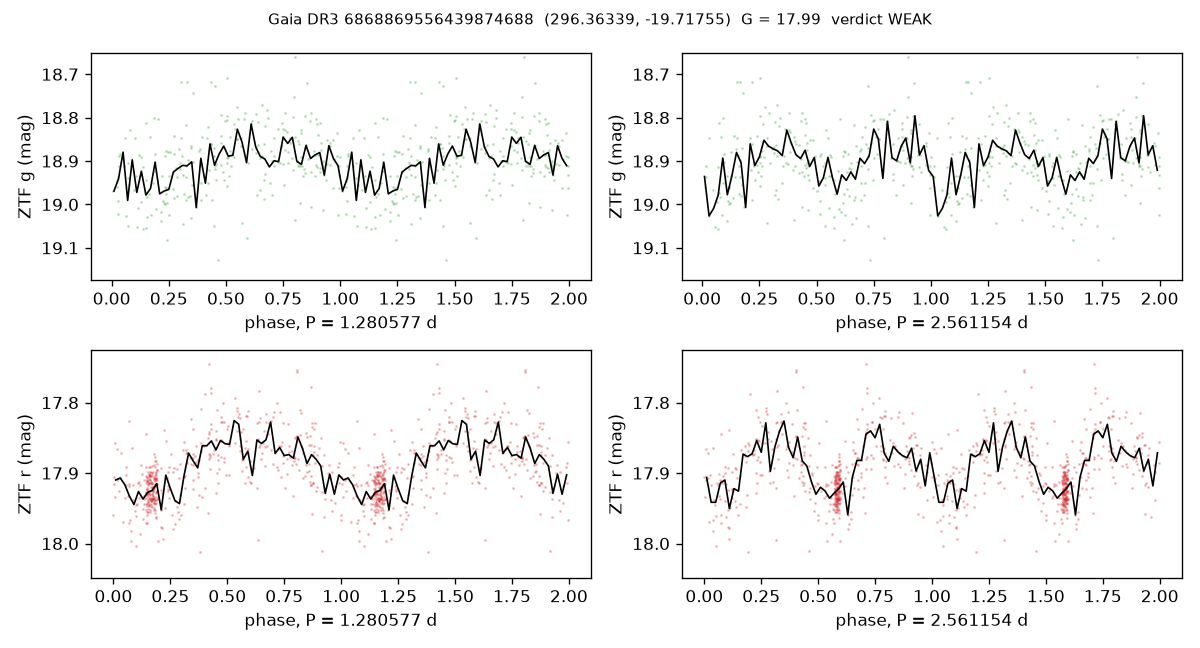 Gaia DR3 6868869556439874688  (296.36339, -19.71755)  G = 17.99  verdict WEAK
ZTF g (mag)
18.7
18.8
18.9
19.0
19.1
0.00 0.25 0.50 0.75 1.00 1.25 1.50 1.75 2.00
phase, P = 1.280577 d
ZTF g (mag)
18.7
18.8
18.9
19.0
19.1
0.00 0.25 0.50 0.75 1.00 1.25 1.50 1.75 2.00
phase, P = 2.561154 d
ZTF r (mag)
17.8
17.9
18.0
0.00 0.25 0.50 0.75 1.00 1.25 1.50 1.75 2.00
phase, P = 1.280577 d
ZTF r (mag)
17.8
17.9
18.0
0.00 0.25 0.50 0.75 1.00 1.25 1.50 1.75 2.00
phase, P = 2.561154 d